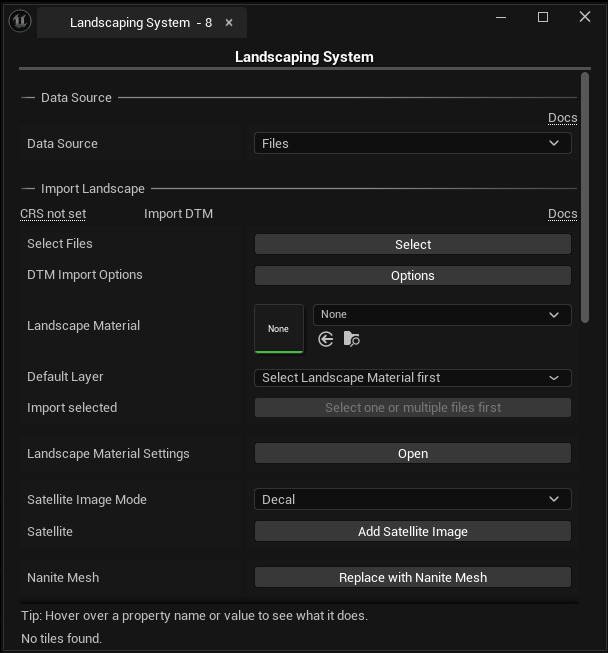 Landscaping System - 8
Landscaping System
Data Source
Docs
Data Source Files
Import Landscape
CRS not set Import DTM Docs
Select Files Select
DTM Import Options Options
Landscape Material None None
Default Layer Select Landscape Material first
Import selected Select one or multiple files first
Landscape Material Settings Open
Satellite Image Mode Decal
Satellite Add Satellite Image
Nanite Mesh Replace with Nanite Mesh
Tip: Hover over a property name or value to see what it does.
No tiles found.